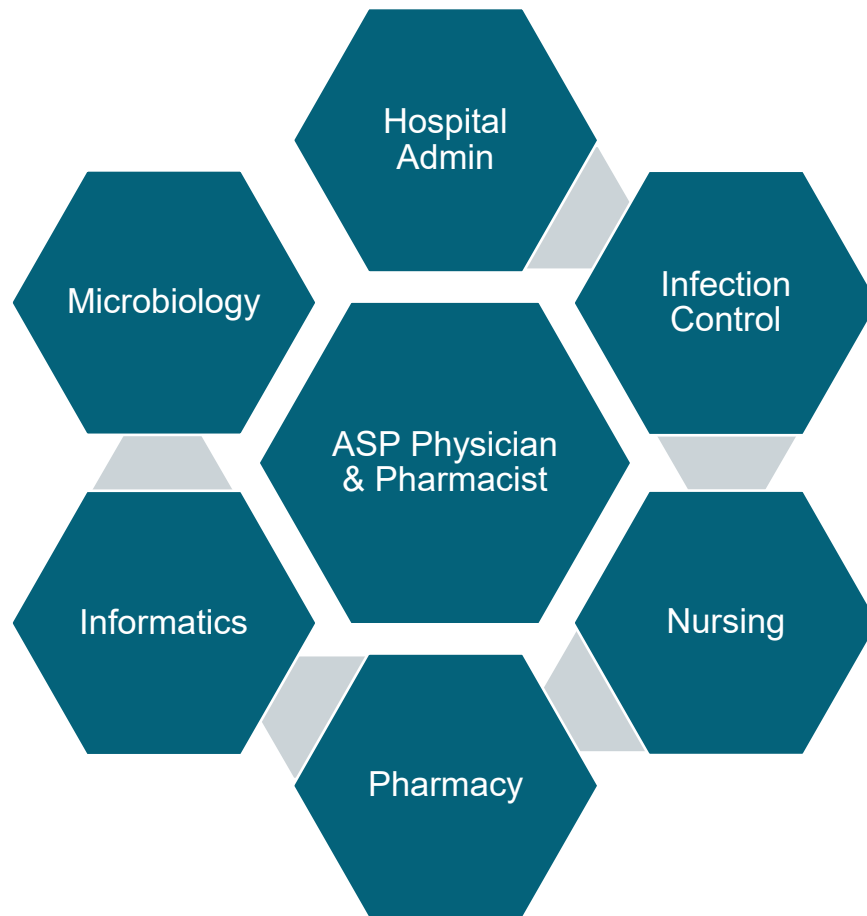 Hospital
Admin
Microbiology
Infection
Control
ASP Physician
& Pharmacist
Informatics
Nursing
Pharmacy